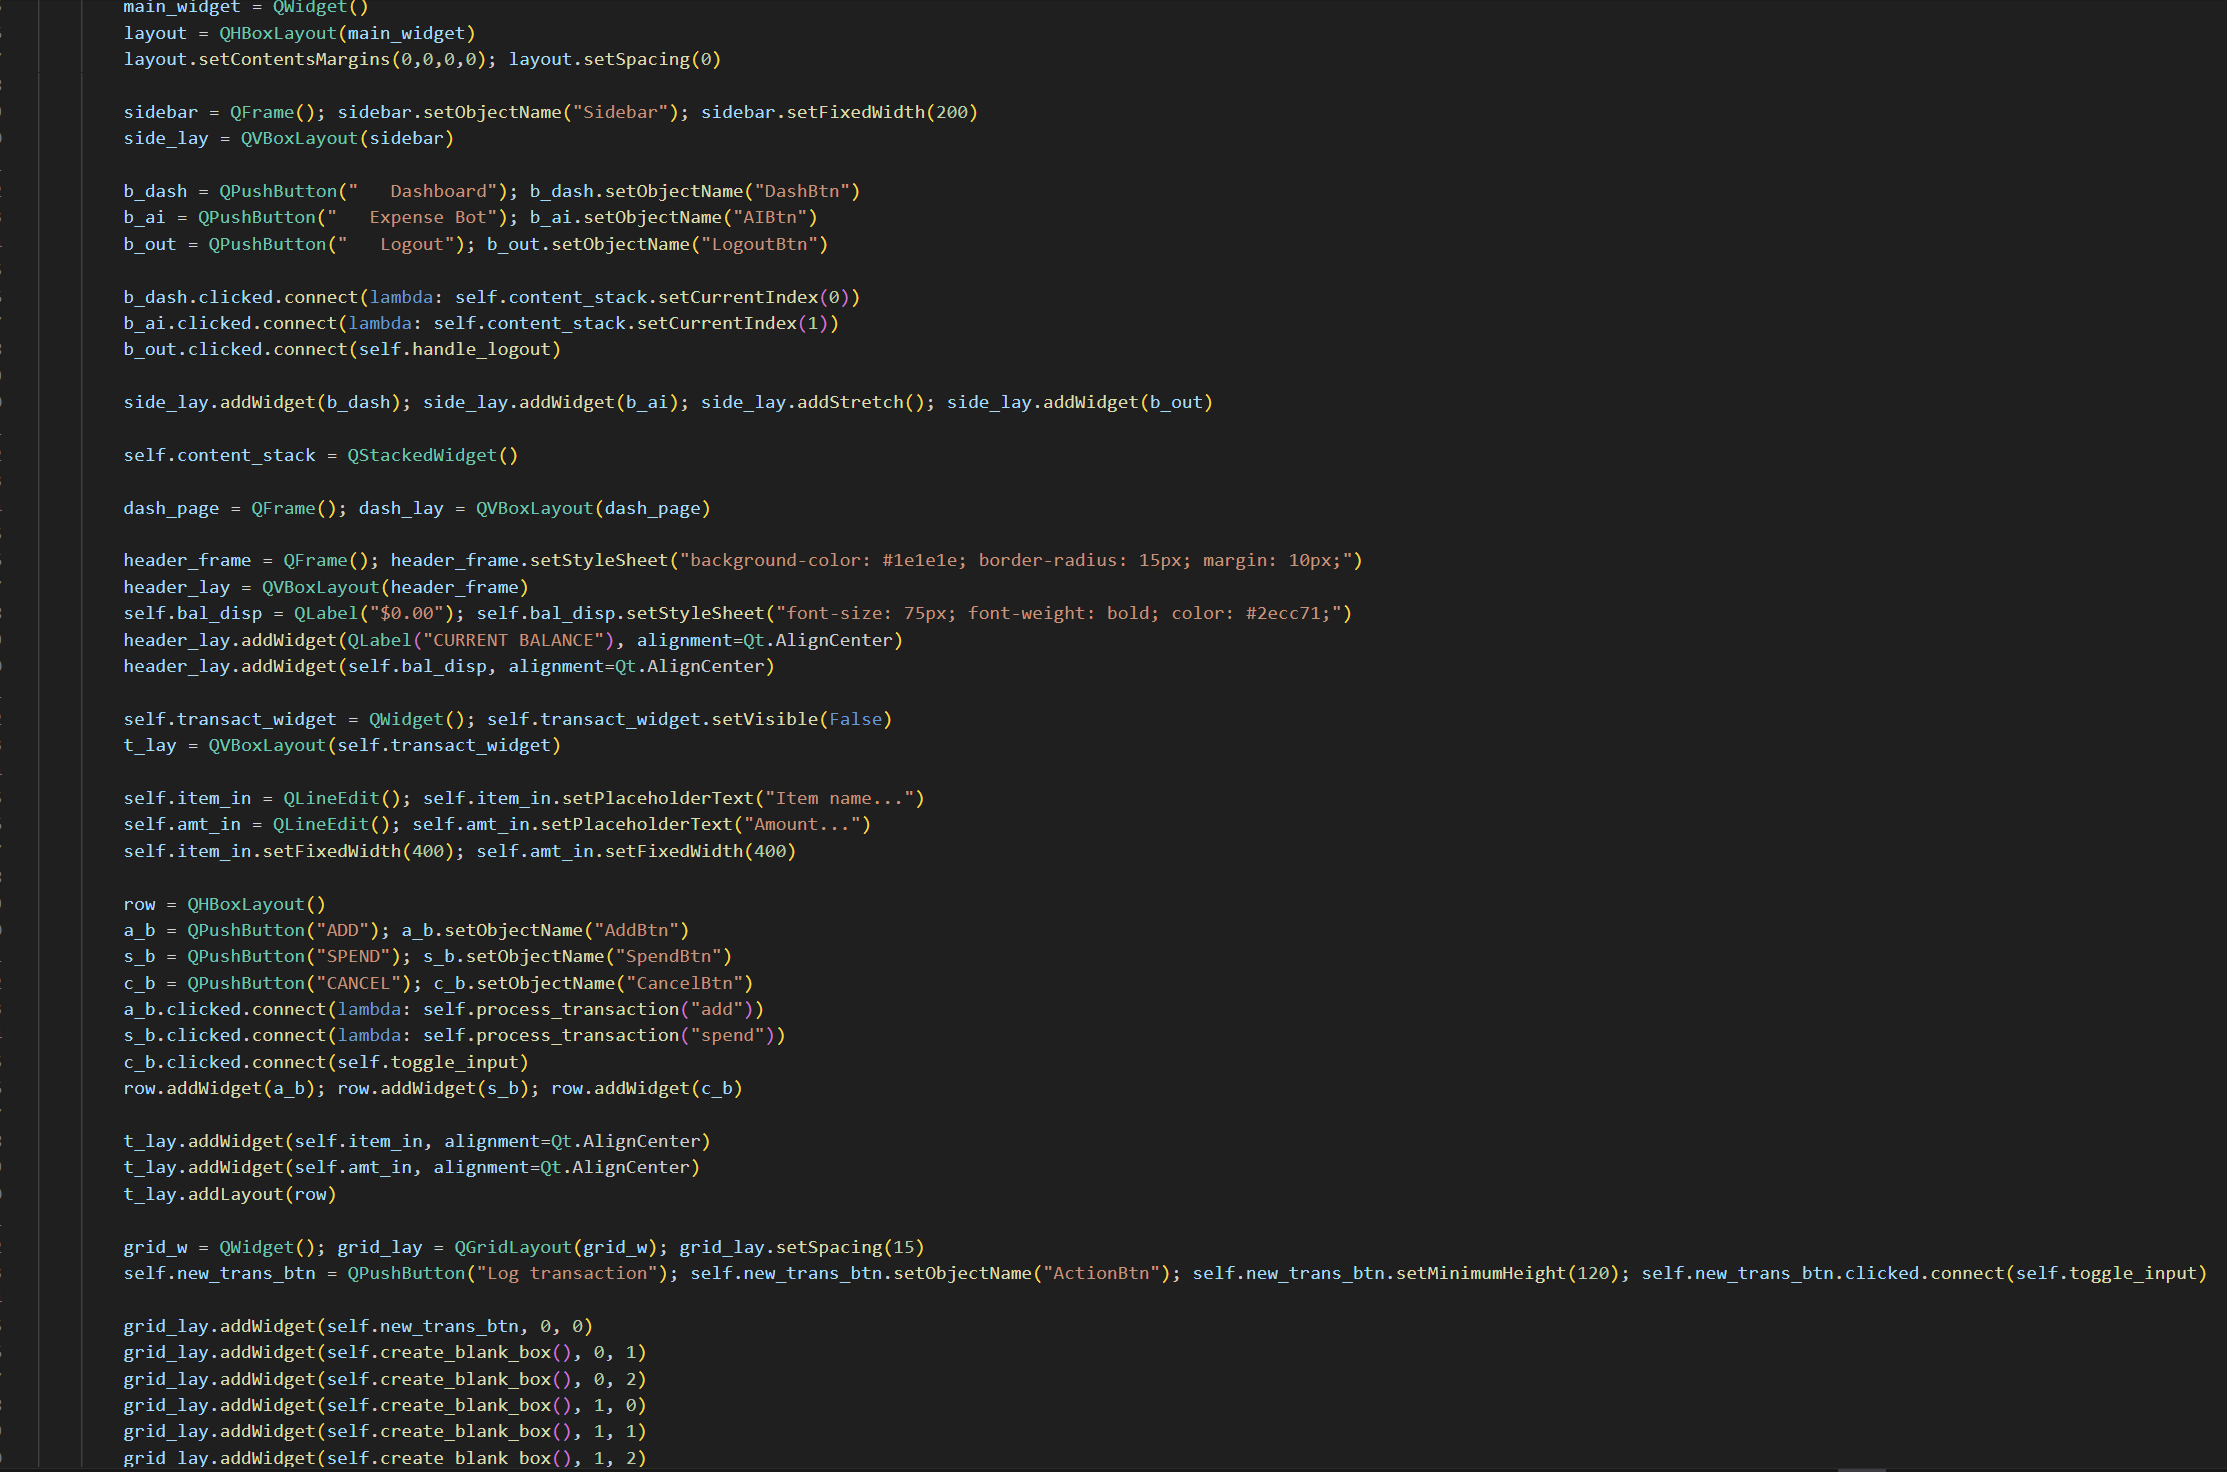 main_widget = QWidget()
layout = QHBoxLayout(main_widget)
layout.setContentsMargins(0,0,0,0); layout.setSpacing(0)
sidebar = QFrame(); sidebar.setObjectName("Sidebar"); sidebar.setFixedWidth(200)
side_lay = QVBoxLayout(sidebar)
b_dash = QPushButton("   Dashboard"); b_dash.setObjectName("DashBtn")
b_ai = QPushButton("   Expense Bot"); b_ai.setObjectName("AIBtn")
b_out = QPushButton("   Logout"); b_out.setObjectName("LogoutBtn")
b_dash.clicked.connect(lambda: self.content_stack.setCurrentIndex(0))
b_ai.clicked.connect(lambda: self.content_stack.setCurrentIndex(1))
b_out.clicked.connect(self.handle_logout)
side_lay.addWidget(b_dash); side_lay.addWidget(b_ai); side_lay.addStretch(); side_lay.addWidget(b_out)
self.content_stack = QStackedWidget()
dash_page = QFrame(); dash_lay = QVBoxLayout(dash_page)
header_frame = QFrame(); header_frame.setStyleSheet("background-color: #1e1e1e; border-radius: 15px; margin: 10px;")
header_lay = QVBoxLayout(header_frame)
self.bal_disp = QLabel("$0.00"); self.bal_disp.setStyleSheet("font-size: 75px; font-weight: bold; color: #2ecc71;")
header_lay.addWidget(QLabel("CURRENT BALANCE"), alignment=Qt.AlignCenter)
header_lay.addWidget(self.bal_disp, alignment=Qt.AlignCenter)
self.transact_widget = QWidget(); self.transact_widget.setVisible(False)
t_lay = QVBoxLayout(self.transact_widget)
self.item_in = QLineEdit(); self.item_in.setPlaceholderText("Item name...")
self.amt_in = QLineEdit(); self.amt_in.setPlaceholderText("Amount...")
self.item_in.setFixedWidth(400); self.amt_in.setFixedWidth(400)
row = QHBoxLayout()
a_b = QPushButton("ADD"); a_b.setObjectName("AddBtn")
s_b = QPushButton("SPEND"); s_b.setObjectName("SpendBtn")
c_b = QPushButton("CANCEL"); c_b.setObjectName("CancelBtn")
a_b.clicked.connect(lambda: self.process_transaction("add"))
s_b.clicked.connect(lambda: self.process_transaction("spend"))
c_b.clicked.connect(self.toggle_input)
row.addWidget(a_b); row.addWidget(s_b); row.addWidget(c_b)
t_lay.addWidget(self.item_in, alignment=Qt.AlignCenter)
t_lay.addWidget(self.amt_in, alignment=Qt.AlignCenter)
t_lay.addLayout(row)
grid_w = QWidget(); grid_lay = QGridLayout(grid_w); grid_lay.setSpacing(15)
self.new_trans_btn = QPushButton("Log transaction"); self.new_trans_btn.setObjectName("ActionBtn"); self.new_trans_btn.setMinimumHeight(120); self.new_trans_btn.clicked.connect(self.toggle_input)
grid_lay.addWidget(self.new_trans_btn, 0, 0)
grid_lay.addWidget(self.create_blank_box(), 0, 1)
grid_lay.addWidget(self.create_blank_box(), 0, 2)
grid_lay.addWidget(self.create_blank_box(), 1, 0)
grid_lay.addWidget(self.create_blank_box(), 1, 1)
grid_lay.addWidget(self.create_blank_box(), 1, 2)